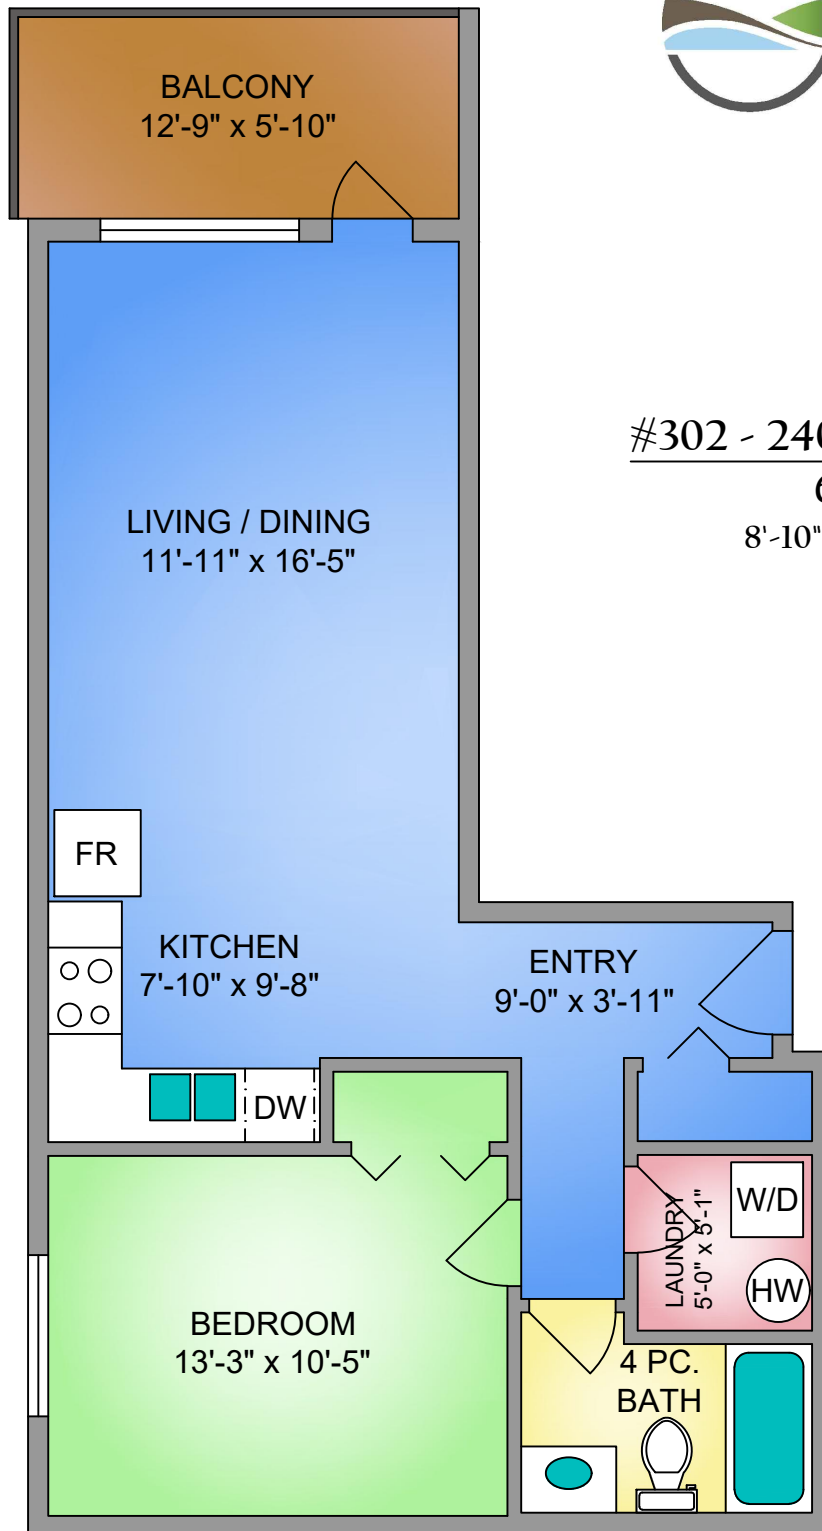 BALCONY
12'-9" x 5'-10"
#302 - 240
8'-10"
LIVING / DINING
11'-11" x 16'-5"
FR
KITCHEN
7'-10" x 9'-8"
ENTRY
9'-0" x 3'-11"
DW
LAUNDRY
5'-0" x 5'-1"
W/D
HW
BEDROOM
13'-3" x 10'-5"
4 PC.
BATH